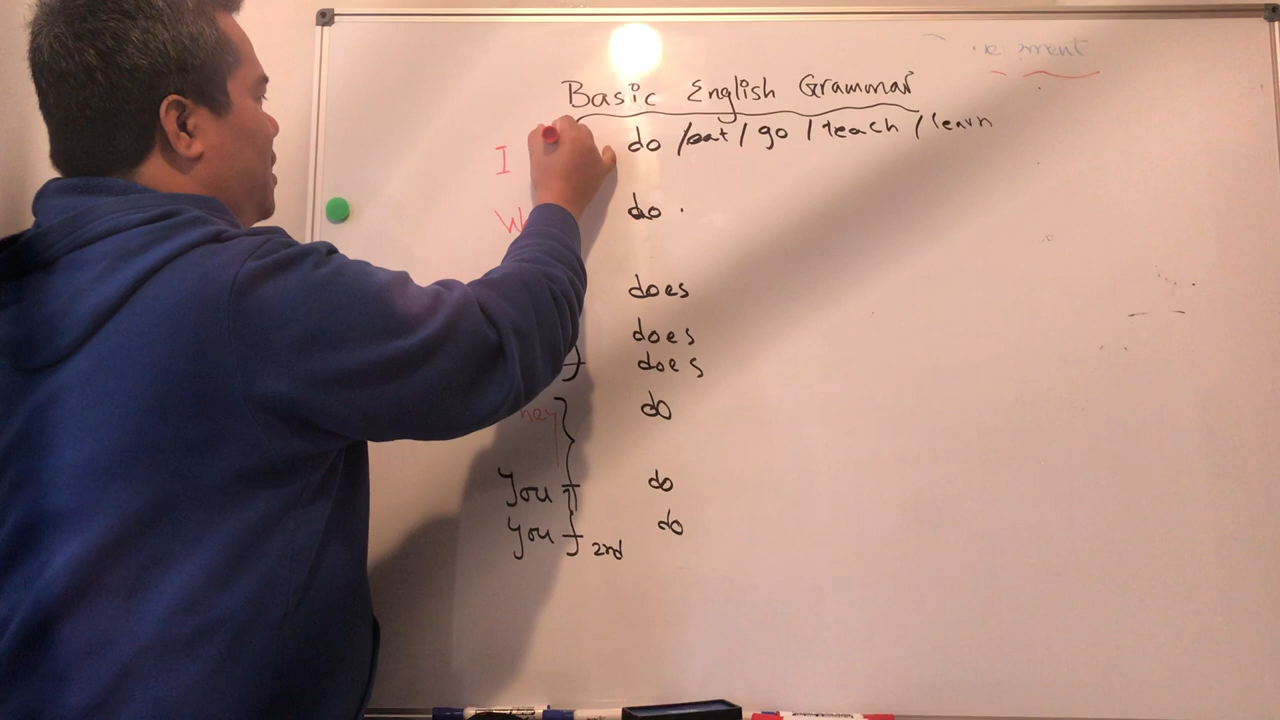 Basic English Grammar
I do / eat / go / teach / learn
do
does
does
does
do
You do
You 2nd do